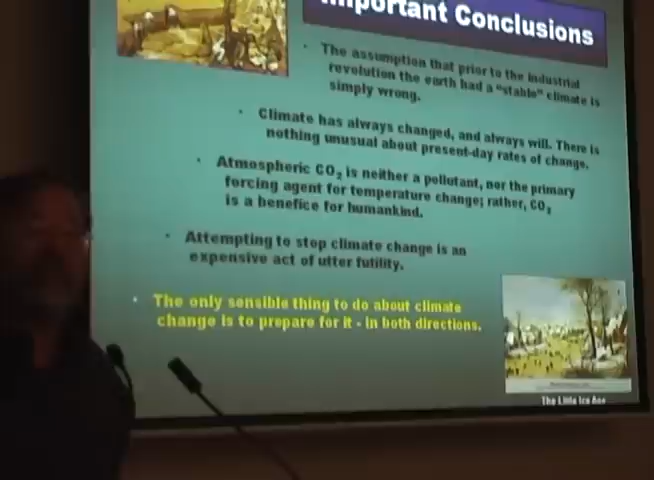 Important Conclusions
• The assumption that prior to the industrial
revolution the earth had a "stable" climate is
simply wrong.
• Climate has always changed, and always will. There is
nothing unusual about present-day rates of change.
• Atmospheric CO₂ is neither a pollutant, nor the primary
forcing agent for temperature change; rather, CO₂
is a benefice for humankind.
• Attempting to stop climate change is an
expensive act of utter futility.
• The only sensible thing to do about climate
change is to prepare for it - in both directions.
The Little Ice Age